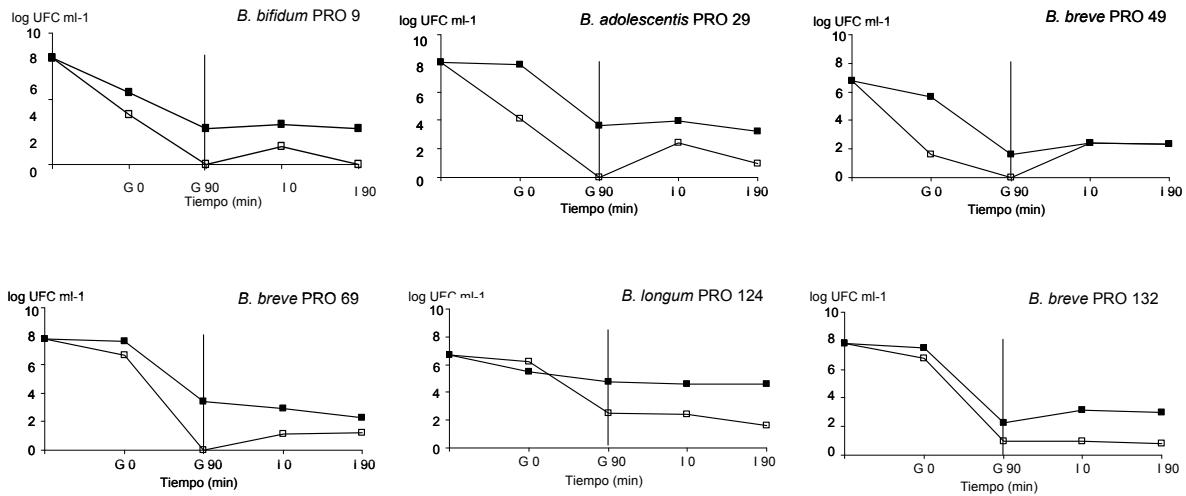 log UFC ml-1
B. bifidum PRO 9
8
6
4
2
0
G 0
G 90
I 0
I 90
Tiempo (min)
log UFC ml-1
B. adolescentis PRO 29
10
8
6
4
2
0
G 0
G 90
I 0
I 90
Tiempo (min)
log UFC ml-1
B. breve PRO 49
10
8
6
4
2
0
G 0
G 90
I 0
I 90
Tiempo (min)
log UFC ml-1
B. breve PRO 69
10
8
6
4
2
0
G 0
G 90
I 0
I 90
Tiempo (min)
log UFC ml-1
B. longum PRO 124
10
8
6
4
2
0
G 0
G 90
I 0
I 90
Tiempo (min)
log UFC ml-1
B. breve PRO 132
10
8
6
4
2
0
G 0
G 90
I 0
I 90
Tiempo (min)